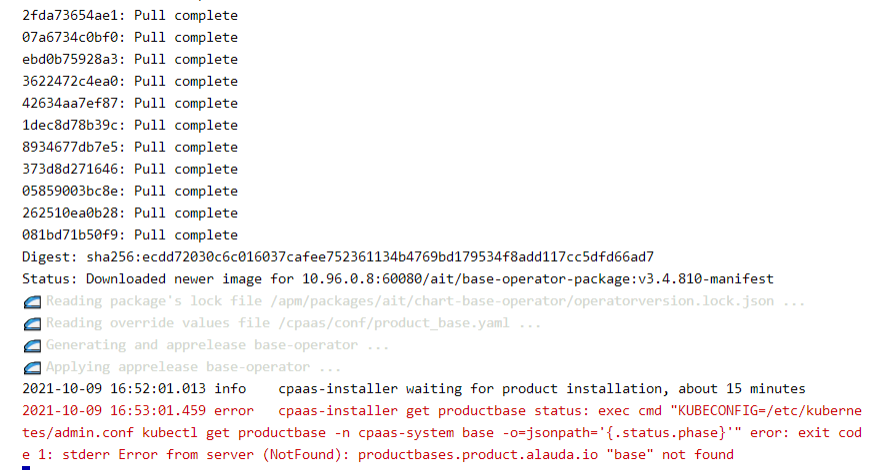 2fda73654ae1: Pull complete
07a6734c0bf0: Pull complete
ebd0b75928a3: Pull complete
3622472c4ea0: Pull complete
42634aa7ef87: Pull complete
1dec8d78b39c: Pull complete
8934677db7e5: Pull complete
373d8d271646: Pull complete
05859003bc8e: Pull complete
262510ea0b28: Pull complete
081bd71b50f9: Pull complete
Digest: sha256:ecdd72030c6c016037cafee752361134b4769bd179534f8add117cc5dfd66ad7
Status: Downloaded newer image for 10.96.0.8:60080/ait/base-operator-package:v3.4.810-manifest
Reading package's lock file /apm/packages/ait/chart-base-operator/operatorversion.lock.json ...
Reading override values file /cpaas/conf/product_base.yaml ...
Generating and apprelease base-operator ...
Applying apprelease base-operator ...
2021-10-09 16:52:01.013 info    cpaas-installer waiting for product installation, about 15 minutes
2021-10-09 16:53:01.459 error   cpaas-installer get productbase status: exec cmd "KUBECONFIG=/etc/kuberne
tes/admin.conf kubectl get productbase -n cpaas-system base -o=jsonpath='{.status.phase}'" eror: exit cod
e 1: stderr Error from server (NotFound): productbases.product.alauda.io "base" not found